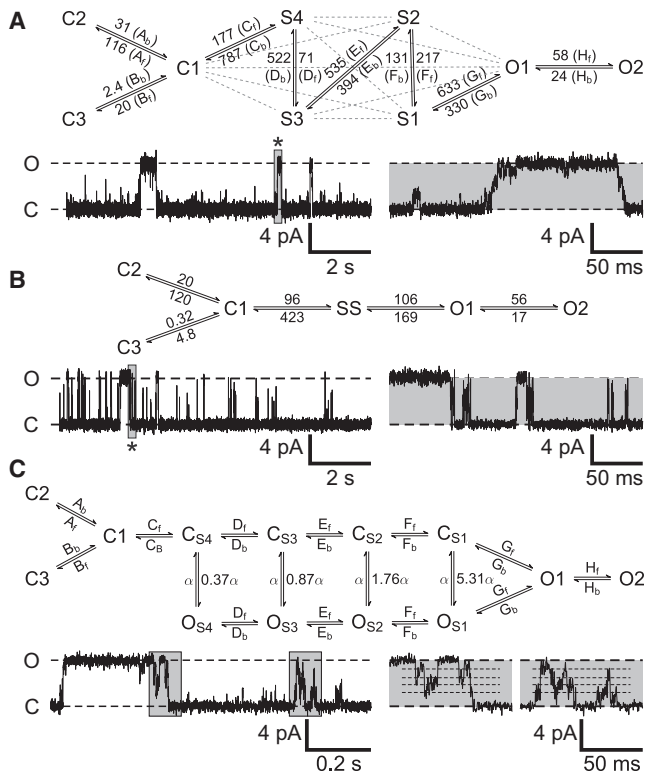 A
C2
S4
S2
31 (Ab)
116 (Af)
177 (Cf)
787 (Cb)
C1
522 71
(Db) (Df)
535 (Ef)
394 (Eb)
131 217
(Fb) (Ff)
O1
58 (Hf)
24 (Hb)
O2
2.4 (Bb)
20 (Bf)
633 (Gf)
330 (Gb)
C3
S3
S1
*
O
C
4 pA
2 s
4 pA
50 ms
B
C2
20
120
C1
96
423
SS
106
169
O1
56
17
O2
0.32
4.8
C3
O
C
*
4 pA
2 s
4 pA
50 ms
C
C2
Ab
Af
C1
Cf
CB
CS4
Df
Db
CS3
Ef
Eb
CS2
Ff
Fb
CS1
Gf
Gb
Bb
Bf
C3
α 0.37α
α 0.87α
α 1.76α
α 5.31α
O1
Hf
Hb
O2
Gf
Gb
OS4
Df
Db
OS3
Ef
Eb
OS2
Ff
Fb
OS1
O
C
4 pA
0.2 s
4 pA
50 ms